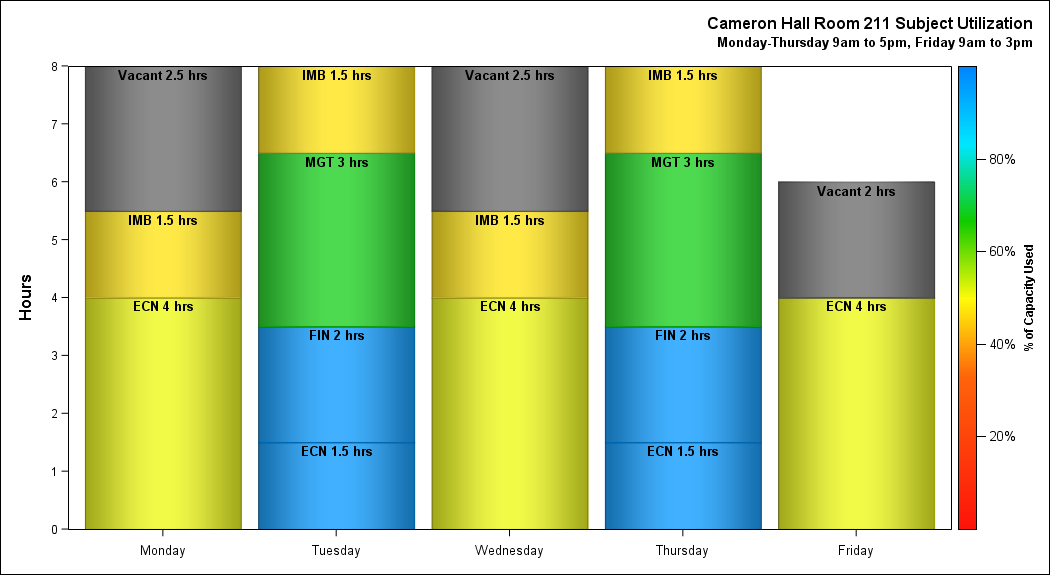 Cameron Hall Room 211 Subject Utilization
Monday-Thursday 9am to 5pm, Friday 9am to 3pm
Hours
8
7
6
5
4
3
2
1
0
Vacant 2.5 hrs
IMB 1.5 hrs
ECN 4 hrs
IMB 1.5 hrs
MGT 3 hrs
FIN 2 hrs
ECN 1.5 hrs
Vacant 2.5 hrs
IMB 1.5 hrs
ECN 4 hrs
IMB 1.5 hrs
MGT 3 hrs
FIN 2 hrs
ECN 1.5 hrs
Vacant 2 hrs
ECN 4 hrs
Monday
Tuesday
Wednesday
Thursday
Friday
80%
60%
40%
20%
% of Capacity Used